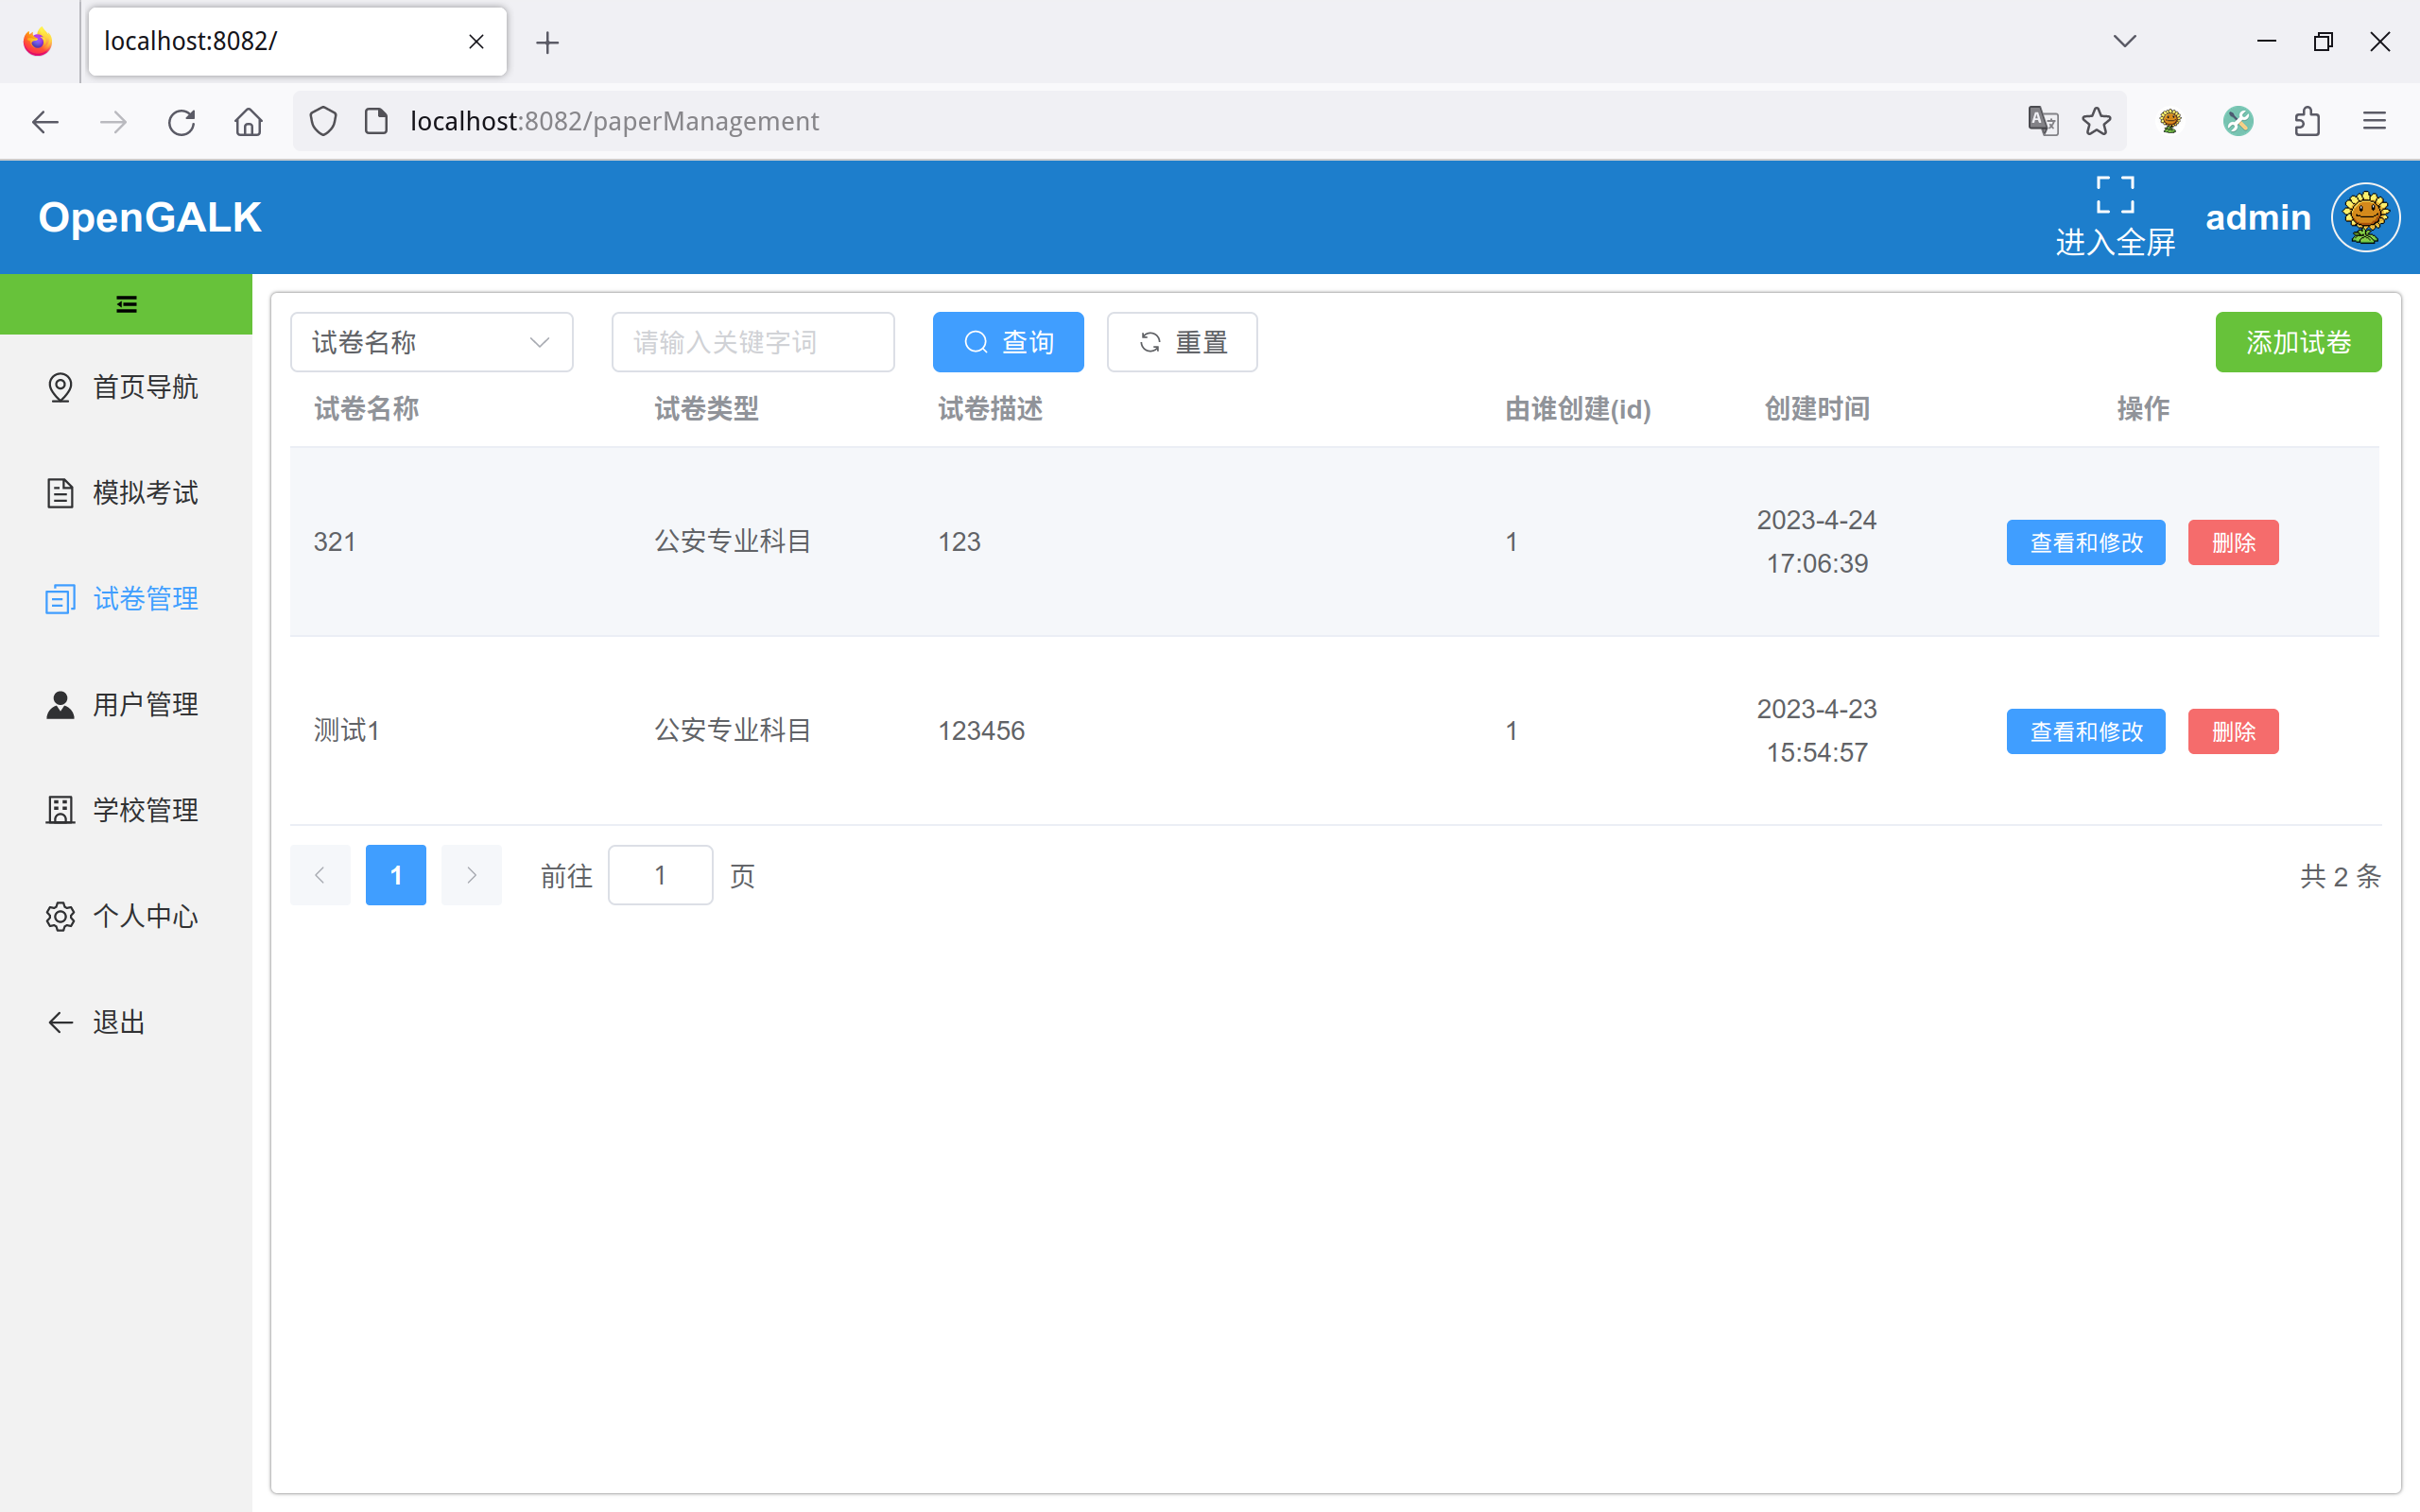 localhost:8082/
localhost:8082/paperManagement
OpenGALK
进入全屏
admin
首页导航
模拟考试
试卷管理
用户管理
学校管理
个人中心
退出
试卷名称 请输入关键字词 查询 重置 添加试卷
试卷名称 试卷类型 试卷描述 由谁创建(id) 创建时间 操作
321 公安专业科目 123 1 2023-4-24 17:06:39 查看和修改 删除
测试1 公安专业科目 123456 1 2023-4-23 15:54:57 查看和修改 删除
1 前往 1 页 共 2 条